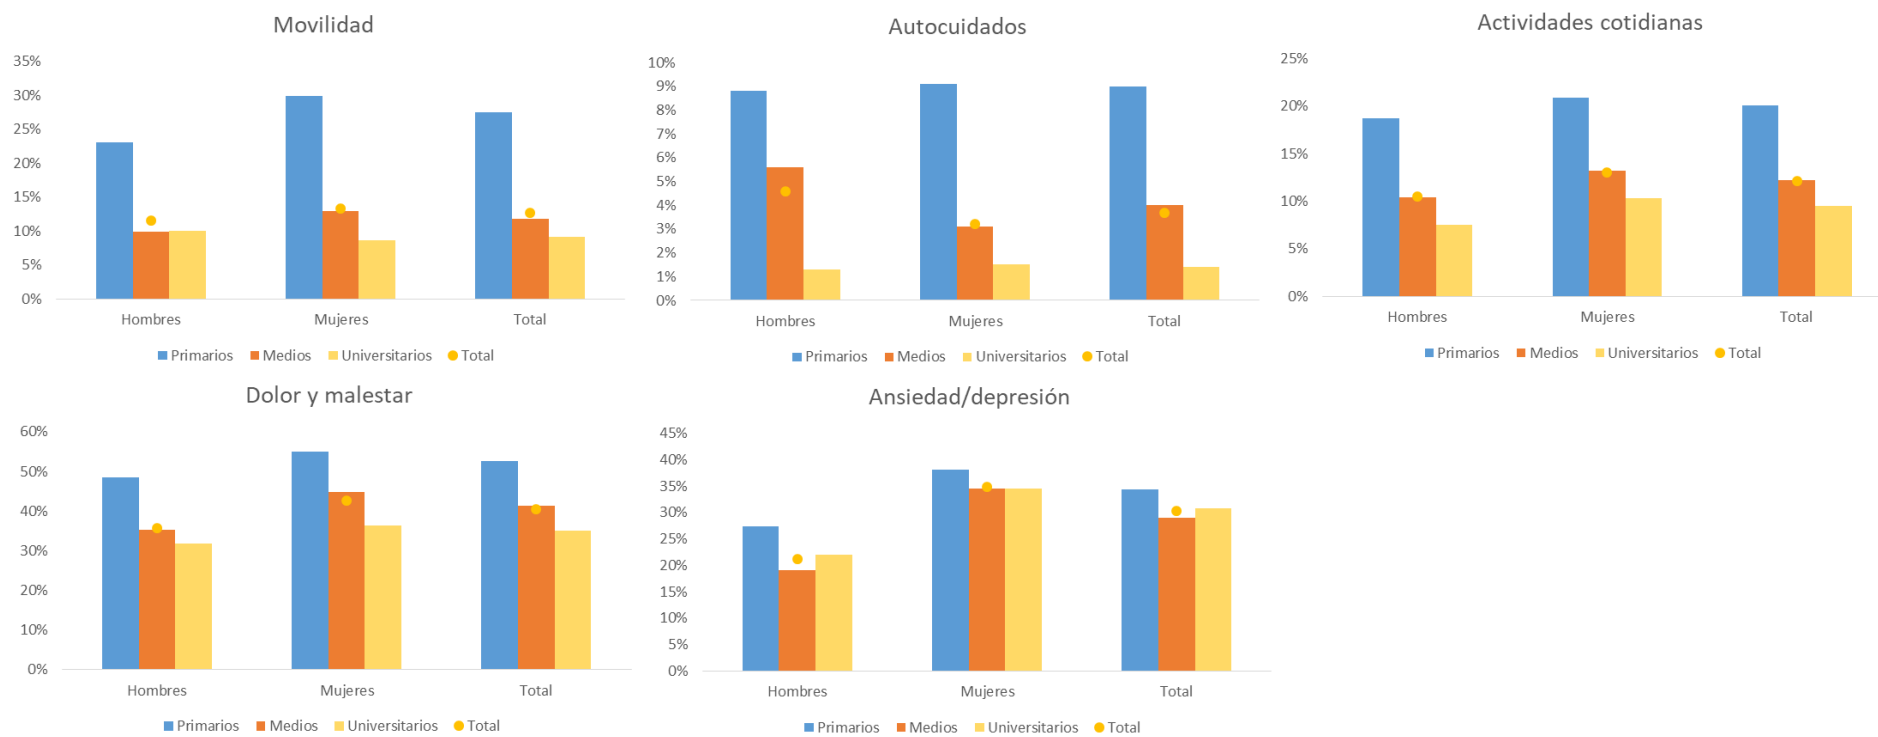 Movilidad
35%
30%
25%
20%
15%
10%
5%
0%
Hombres Mujeres Total
Primarios Medios Universitarios Total
Autocuidados
10%
9%
8%
7%
6%
5%
4%
3%
2%
1%
0%
Hombres Mujeres Total
Primarios Medios Universitarios Total
Actividades cotidianas
25%
20%
15%
10%
5%
0%
Hombres Mujeres Total
Primarios Medios Universitarios Total
Dolor y malestar
60%
50%
40%
30%
20%
10%
0%
Hombres Mujeres Total
Primarios Medios Universitarios Total
Ansiedad/depresión
45%
40%
35%
30%
25%
20%
15%
10%
5%
0%
Hombres Mujeres Total
Primarios Medios Universitarios Total